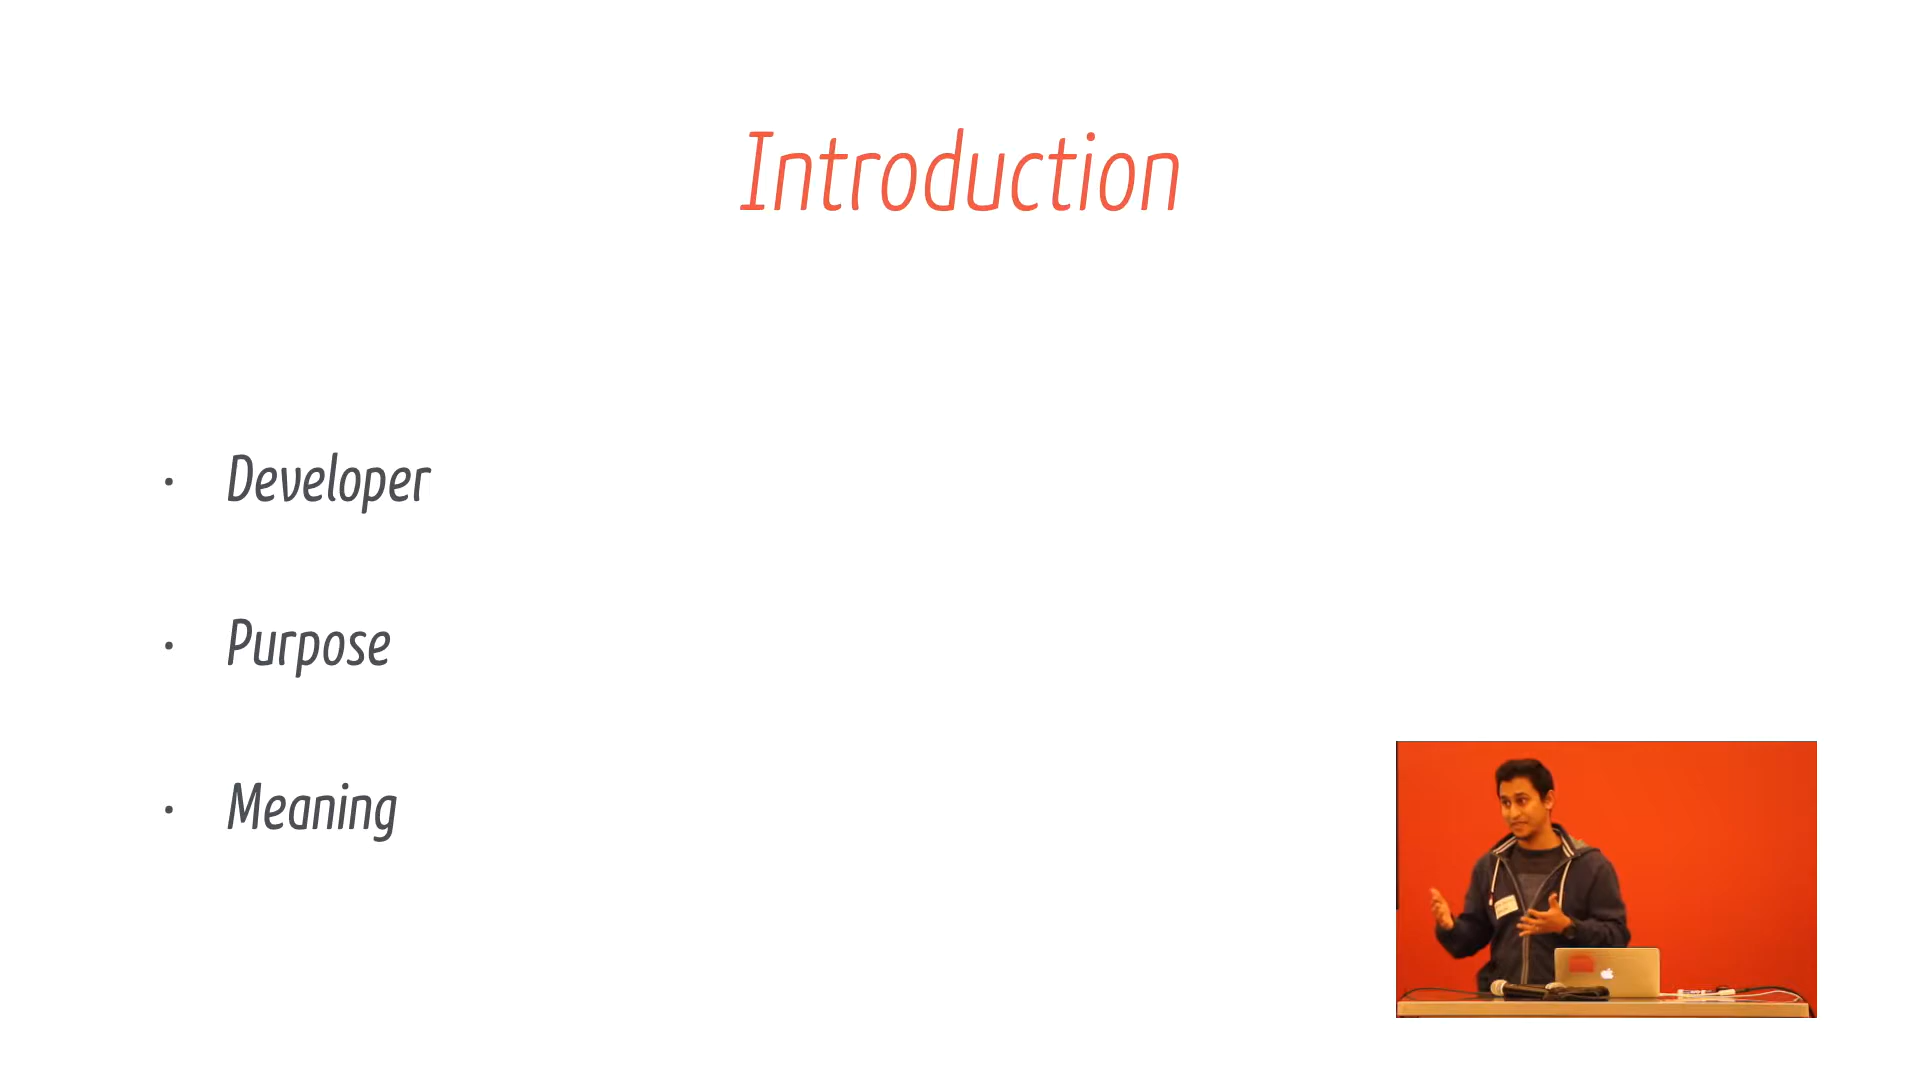 Introduction
• Developer
• Purpose
• Meaning